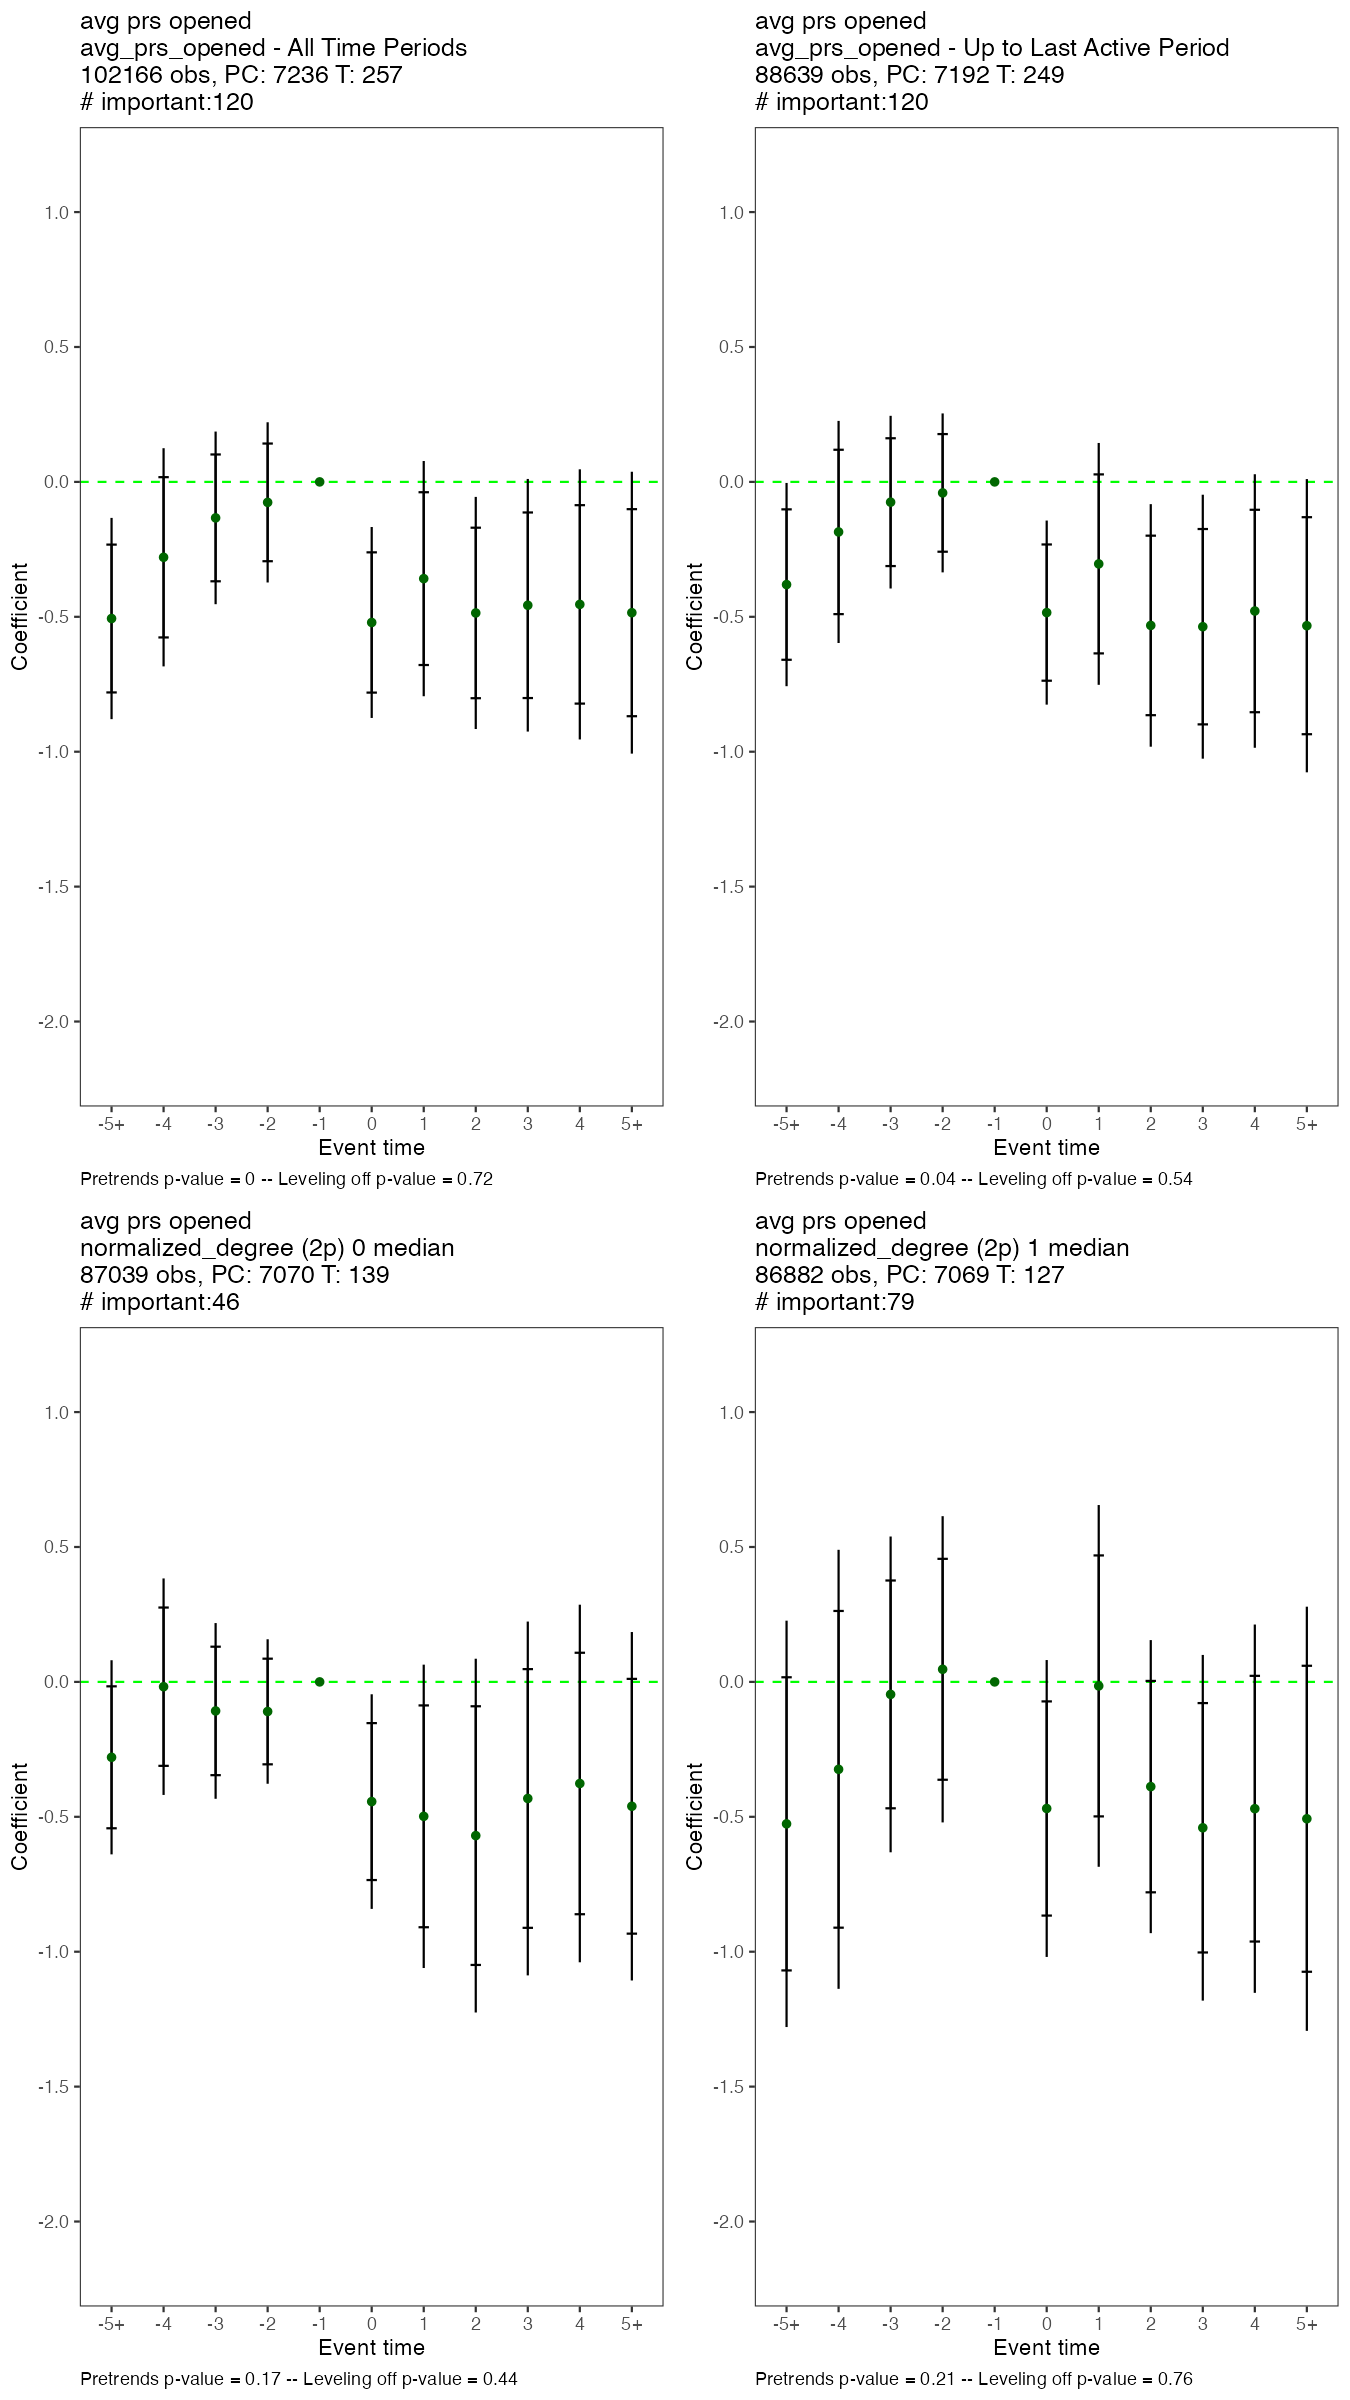 avg prs opened
avg_prs_opened - All Time Periods
102166 obs, PC: 7236 T: 257
# important:120
1.0
0.5
0.0
-0.5
-1.0
-1.5
-2.0
Coefficient
-5+ -4 -3 -2 -1 0 1 2 3 4 5+
Event time
Pretrends p-value = 0 -- Leveling off p-value = 0.72
avg prs opened
avg_prs_opened - Up to Last Active Period
88639 obs, PC: 7192 T: 249
# important:120
1.0
0.5
0.0
-0.5
-1.0
-1.5
-2.0
Coefficient
-5+ -4 -3 -2 -1 0 1 2 3 4 5+
Event time
Pretrends p-value = 0.04 -- Leveling off p-value = 0.54
avg prs opened
normalized_degree (2p) 0 median
87039 obs, PC: 7070 T: 139
# important:46
1.0
0.5
0.0
-0.5
-1.0
-1.5
-2.0
Coefficient
-5+ -4 -3 -2 -1 0 1 2 3 4 5+
Event time
Pretrends p-value = 0.17 -- Leveling off p-value = 0.44
avg prs opened
normalized_degree (2p) 1 median
86882 obs, PC: 7069 T: 127
# important:79
1.0
0.5
0.0
-0.5
-1.0
-1.5
-2.0
Coefficient
-5+ -4 -3 -2 -1 0 1 2 3 4 5+
Event time
Pretrends p-value = 0.21 -- Leveling off p-value = 0.76